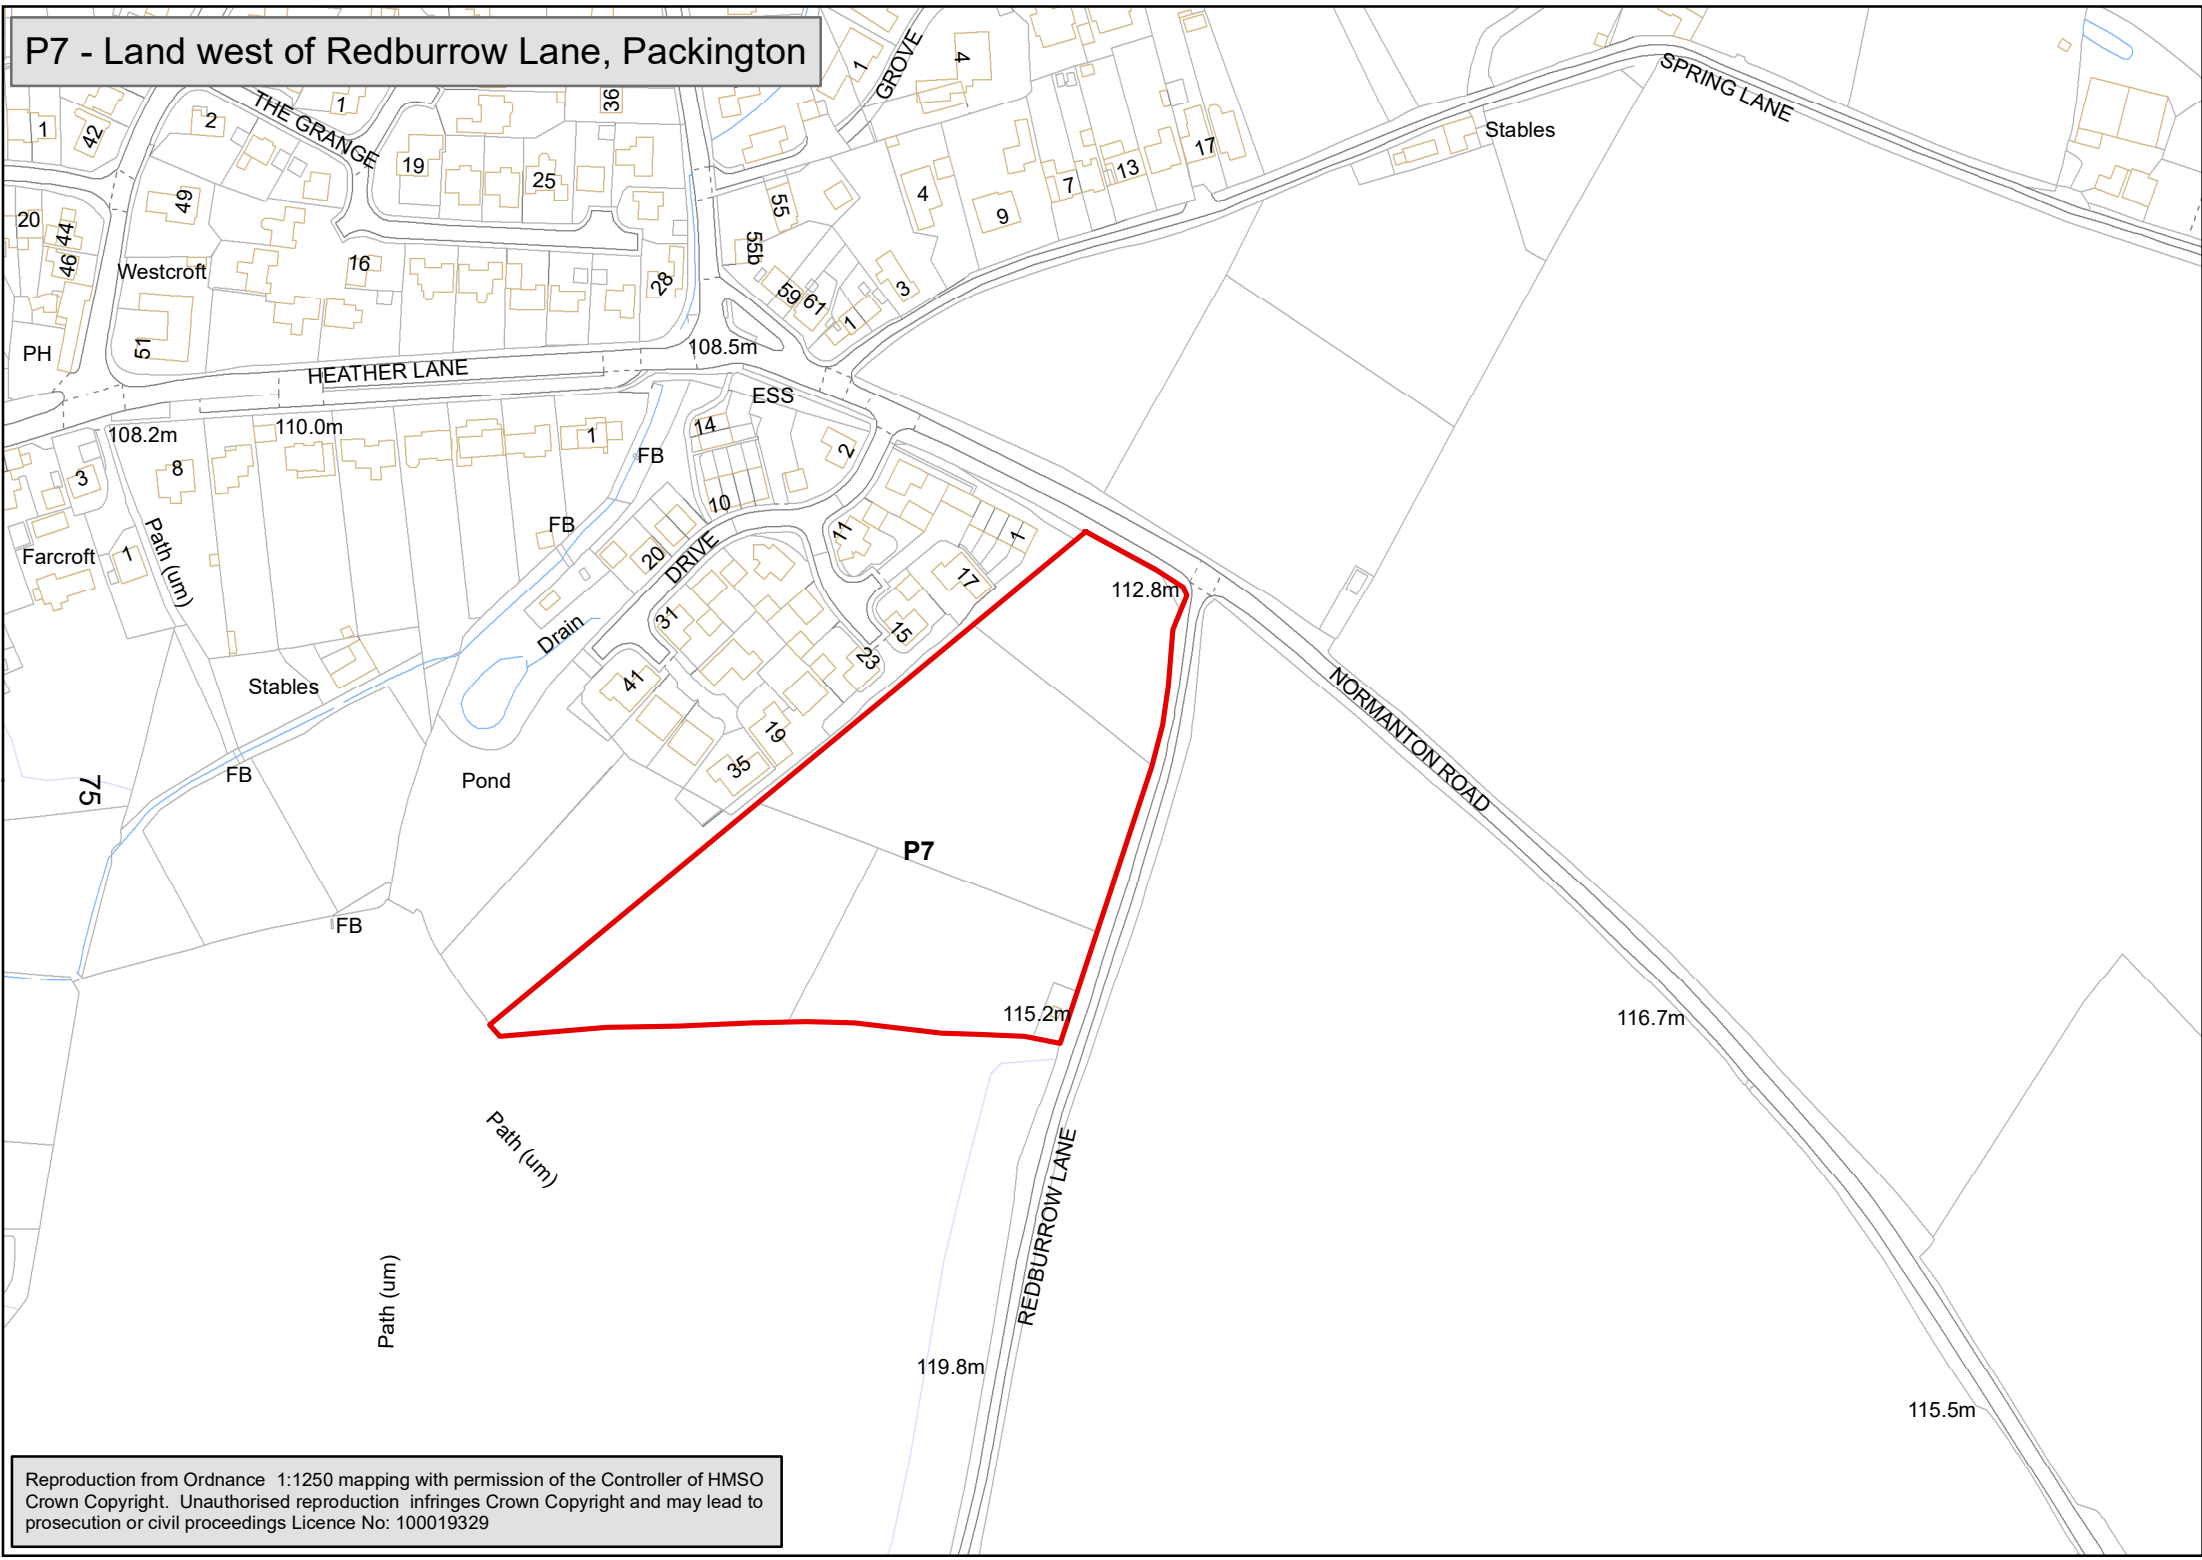 P7 - Land west of Redburrow Lane, Packington
THE GRANGE
GROVE
SPRING LANE
Stables
1
42
2
1
36
1
4
19
25
49
20
44
46
Westcroft
16
28
55
55b
59
61
1
3
4
9
7
13
17
PH
51
HEATHER LANE
108.5m
ESS
108.2m
110.0m
8
1
FB
14
2
10
3
Farcroft
1
Path (um)
FB
20
DRIVE
11
1
17
112.8m
31
15
23
Drain
41
Stables
19
35
NORMANTON ROAD
75
FB
Pond
P7
FB
115.2m
116.7m
Path (um)
REDBURROW LANE
Path (um)
119.8m
115.5m
Reproduction from Ordnance 1:1250 mapping with permission of the Controller of HMSO
Crown Copyright. Unauthorised reproduction infringes Crown Copyright and may lead to
prosecution or civil proceedings Licence No: 100019329